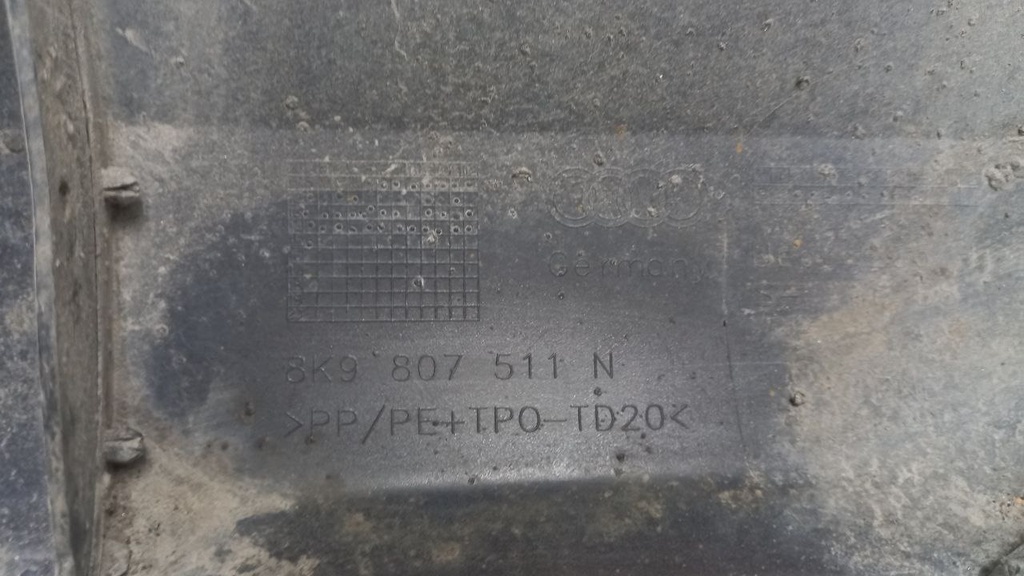 Germany
8K9 807 511 N
>PP/PE+TPO-TD20<